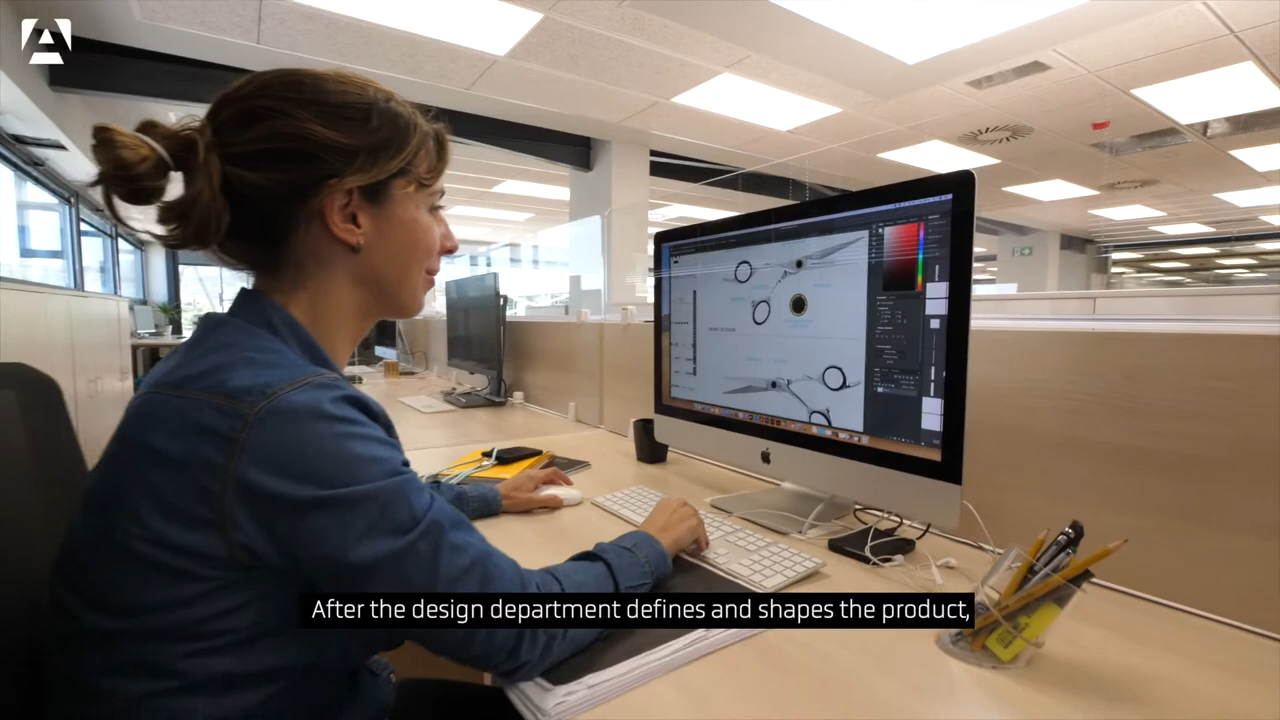 After the design department defines and shapes the product,